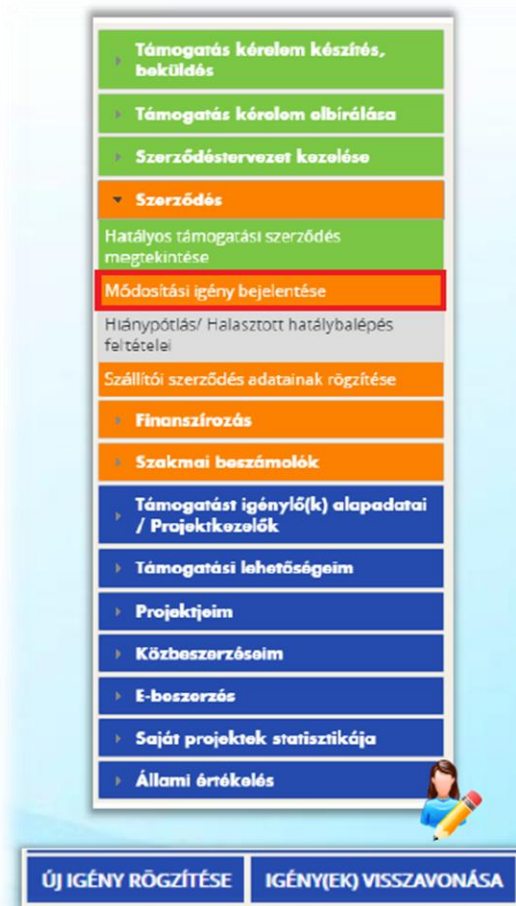 Támogatás kérelem készítés,
beküldés
Támogatás kérelem elbírálása
Szerződéstervezet kezelése
Szerződés
Hatályos támogatási szerződés
megtekintése
Módosítási igény bejelentése
Hiánypótlás/ Halasztott hatálybalépés
feltételei
Szállítói szerződés adatainak rögzítése
Finanszírozás
Szakmai beszámolók
Támogatást igénylő(k) alapadatai
/ Projektkezelők
Támogatási lehetőségeim
Projektjeim
Közbeszerzéseim
E-beszerzés
Saját projektek statisztikája
Állami értékelés
ÚJ IGÉNY RÖGZÍTÉSE IGÉNY(EK) VISSZAVONÁSA